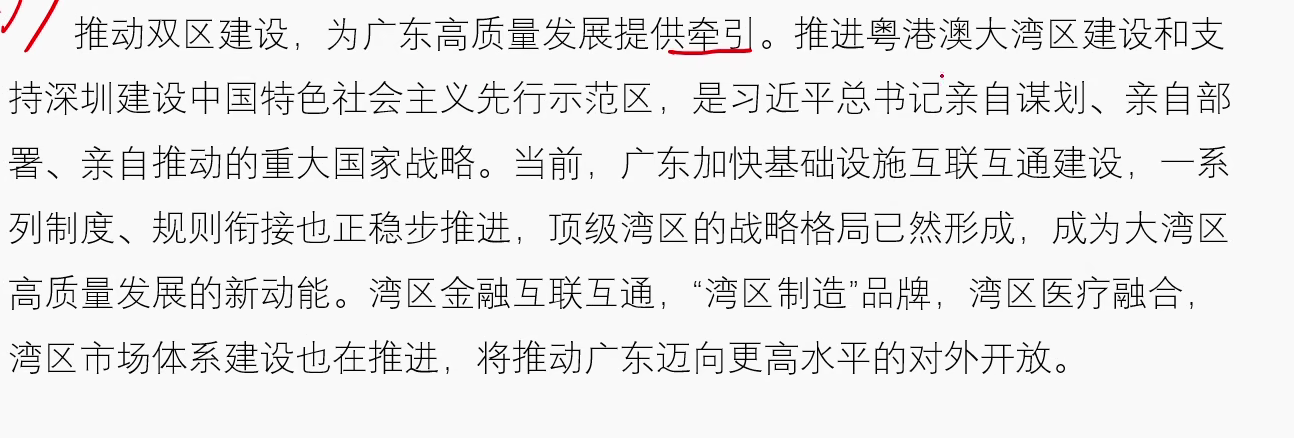 推动双区建设，为广东高质量发展提供牵引。推进粤港澳大湾区建设和支
持深圳建设中国特色社会主义先行示范区，是习近平总书记亲自谋划、亲自部
署、亲自推动的重大国家战略。当前，广东加快基础设施互联互通建设，一系
列制度、规则衔接也正稳步推进，顶级湾区的战略格局已然形成，成为大湾区
高质量发展的新动能。湾区金融互联互通，“湾区制造”品牌，湾区医疗融合，
湾区市场体系建设也在推进，将推动广东迈向更高水平的对外开放。